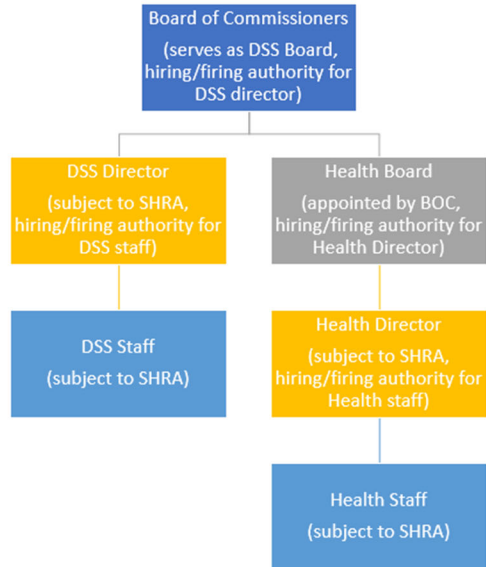 Board of Commissioners
(serves as DSS Board,
hiring/firing authority for
DSS director)
DSS Director
(subject to SHRA,
hiring/firing authority for
DSS staff)
Health Board
(appointed by BOC,
hiring/firing authority for
Health Director)
DSS Staff
(subject to SHRA)
Health Director
(subject to SHRA,
hiring/firing authority for
Health staff)
Health Staff
(subject to SHRA)